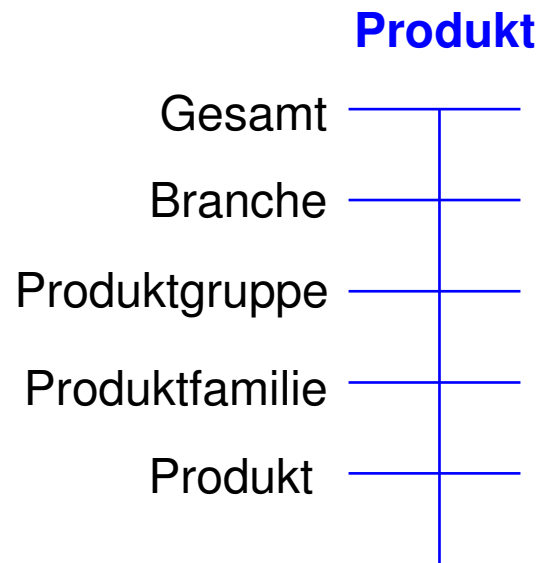 Produkt
Gesamt
Branche
Produktgruppe
Produktfamilie
Produkt